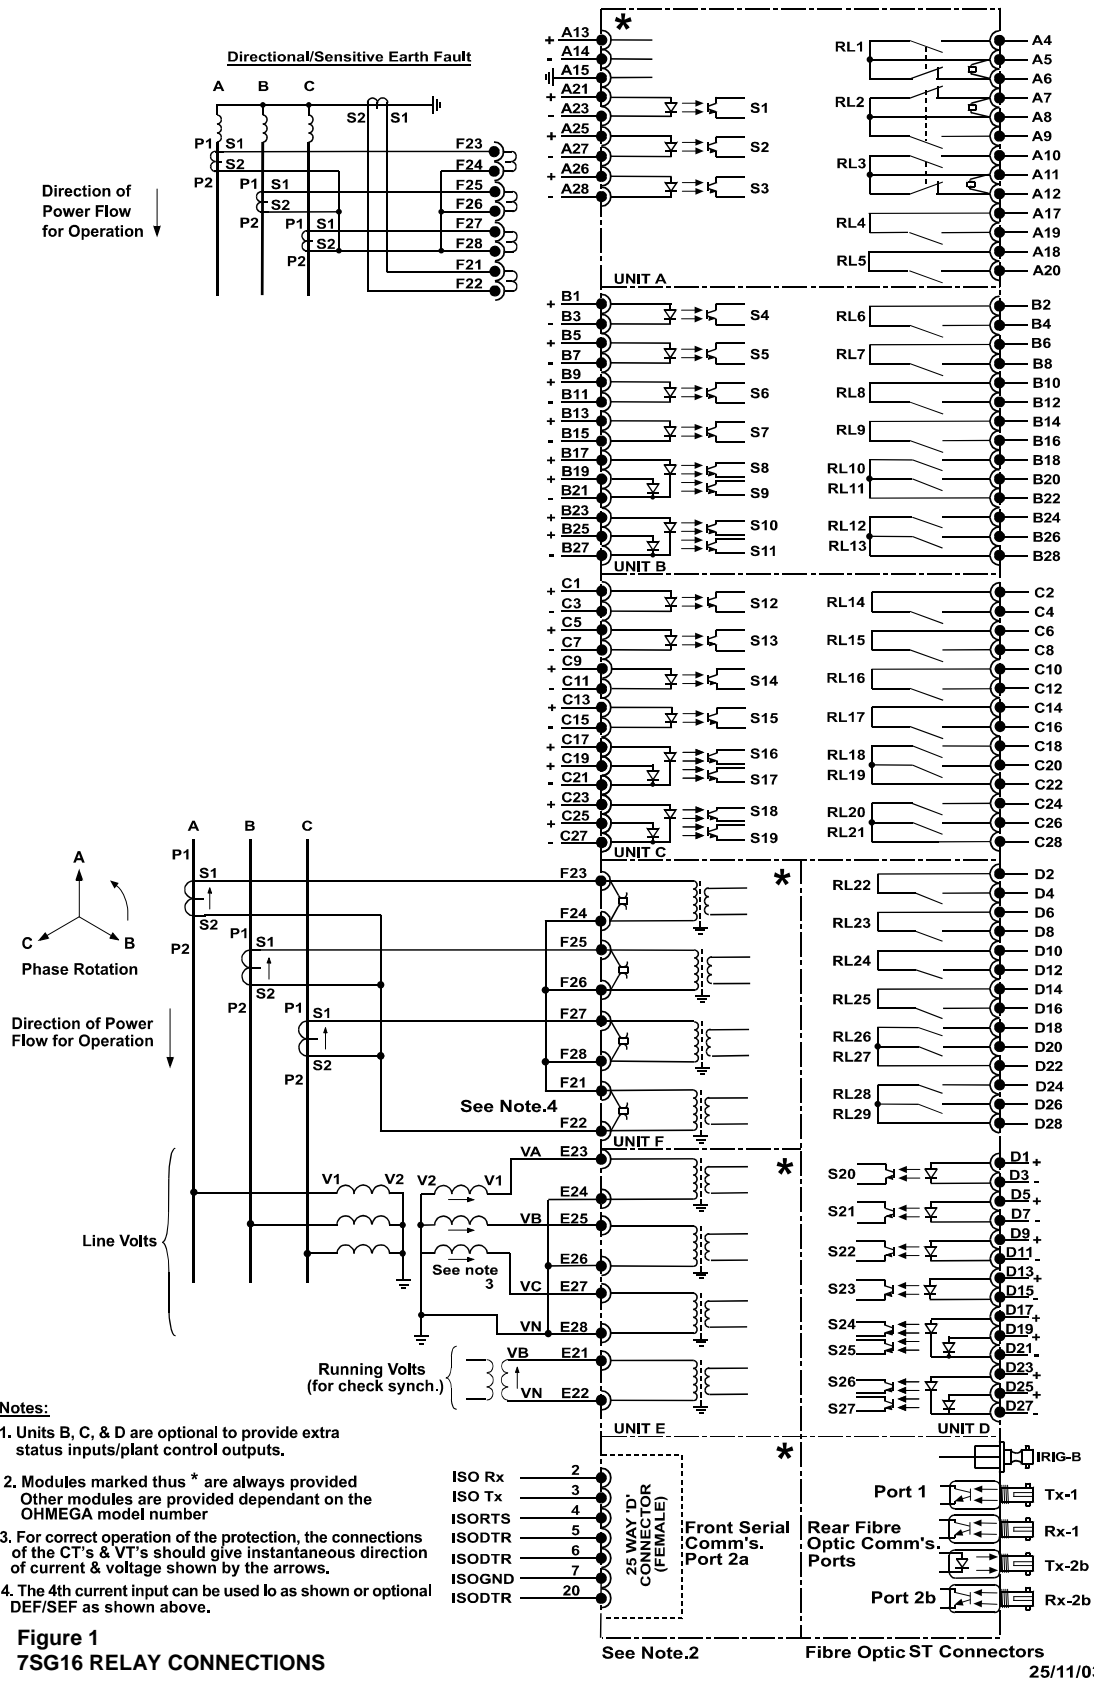 Directional/Sensitive Earth Fault
A B C
S2 S1
P1 S1 F23
S2 F24
P2 P1 S1 F25
S2 F26
P2 P1 S1 F27
S2 F28
P2
F21
F22
Direction of
Power Flow
for Operation
*
+ A13
- A14
A15
+ A21
- A23 S1
+ A25
- A27 S2
+ A26
- A28 S3
UNIT A
RL1 A4
A5
A6
RL2 A7
A8
A9
RL3 A10
A11
A12
RL4 A17
A19
RL5 A18
A20
+ B1
- B3 S4
+ B5
- B7 S5
+ B9
- B11 S6
+ B13
- B15 S7
+ B17 S8
+ B19
- B21 S9
+ B23 S10
+ B25
- B27 S11
UNIT B
RL6 B2
B4
RL7 B6
B8
RL8 B10
B12
RL9 B14
B16
RL10 B18
B20
RL11 B22
RL12 B24
B26
RL13 B28
+ C1
- C3 S12
+ C5
- C7 S13
+ C9
- C11 S14
+ C13
- C15 S15
+ C17 S16
+ C19
- C21 S17
+ C23 S18
+ C25
- C27 S19
UNIT C
RL14 C2
C4
RL15 C6
C8
RL16 C10
C12
RL17 C14
C16
RL18 C18
C20
RL19 C22
RL20 C24
C26
RL21 C28
A
C B
Phase Rotation
Direction of Power
Flow for Operation
A B C
P1 S1 F23
S2 F24
P2 P1 S1 F25
S2 F26
P2 P1 S1 F27
S2 F28
P2
F21
See Note.4
F22
UNIT F
*
RL22 D2
D4
RL23 D6
D8
RL24 D10
D12
RL25 D14
D16
RL26 D18
D20
RL27 D22
RL28 D24
D26
RL29 D28
Line Volts
V1 V2 V2 V1
VA E23
E24
VB E25
E26
See note
3
VC E27
VN E28
Running Volts
(for check synch.)
VB E21
VN E22
UNIT E
*
S20 D1 +
D3 -
S21 D5 +
D7 -
S22 D9 +
D11 -
S23 D13 +
D15 -
S24 D17 +
D19 +
S25 D21 -
S26 D23 +
D25 +
S27 D27 -
UNIT D
Notes:
1. Units B, C, & D are optional to provide extra
status inputs/plant control outputs.
2. Modules marked thus * are always provided
Other modules are provided dependant on the
OHMEGA model number
3. For correct operation of the protection, the connections
of the CT's & VT's should give instantaneous direction
of current & voltage shown by the arrows.
4. The 4th current input can be used Io as shown or optional
DEF/SEF as shown above.
ISO Rx 2
ISO Tx 3
ISORTS 4
ISODTR 5
ISODTR 6
ISOGND 7
ISODTR 20
25 WAY 'D'
CONNECTOR
(FEMALE)
*
Front Serial
Comm's.
Port 2a
Rear Fibre
Optic Comm's.
Ports
IRIG-B
Port 1 Tx-1
Rx-1
Tx-2b
Port 2b Rx-2b
See Note.2
Fibre Optic ST Connectors
Figure 1
7SG16 RELAY CONNECTIONS